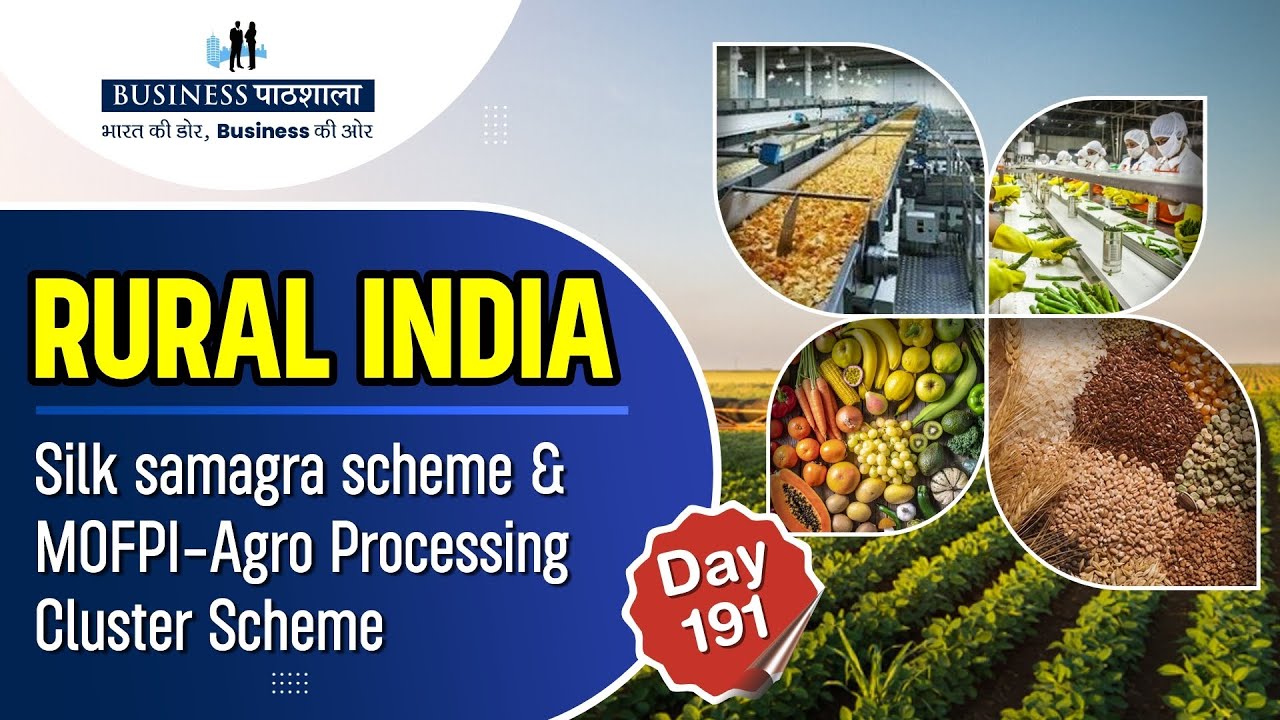 BUSINESS पाठशाला
भारत की डोर, Business की ओर
RURAL INDIA
Silk samagra scheme &
MOFPI-Agro Processing
Cluster Scheme
Day
191